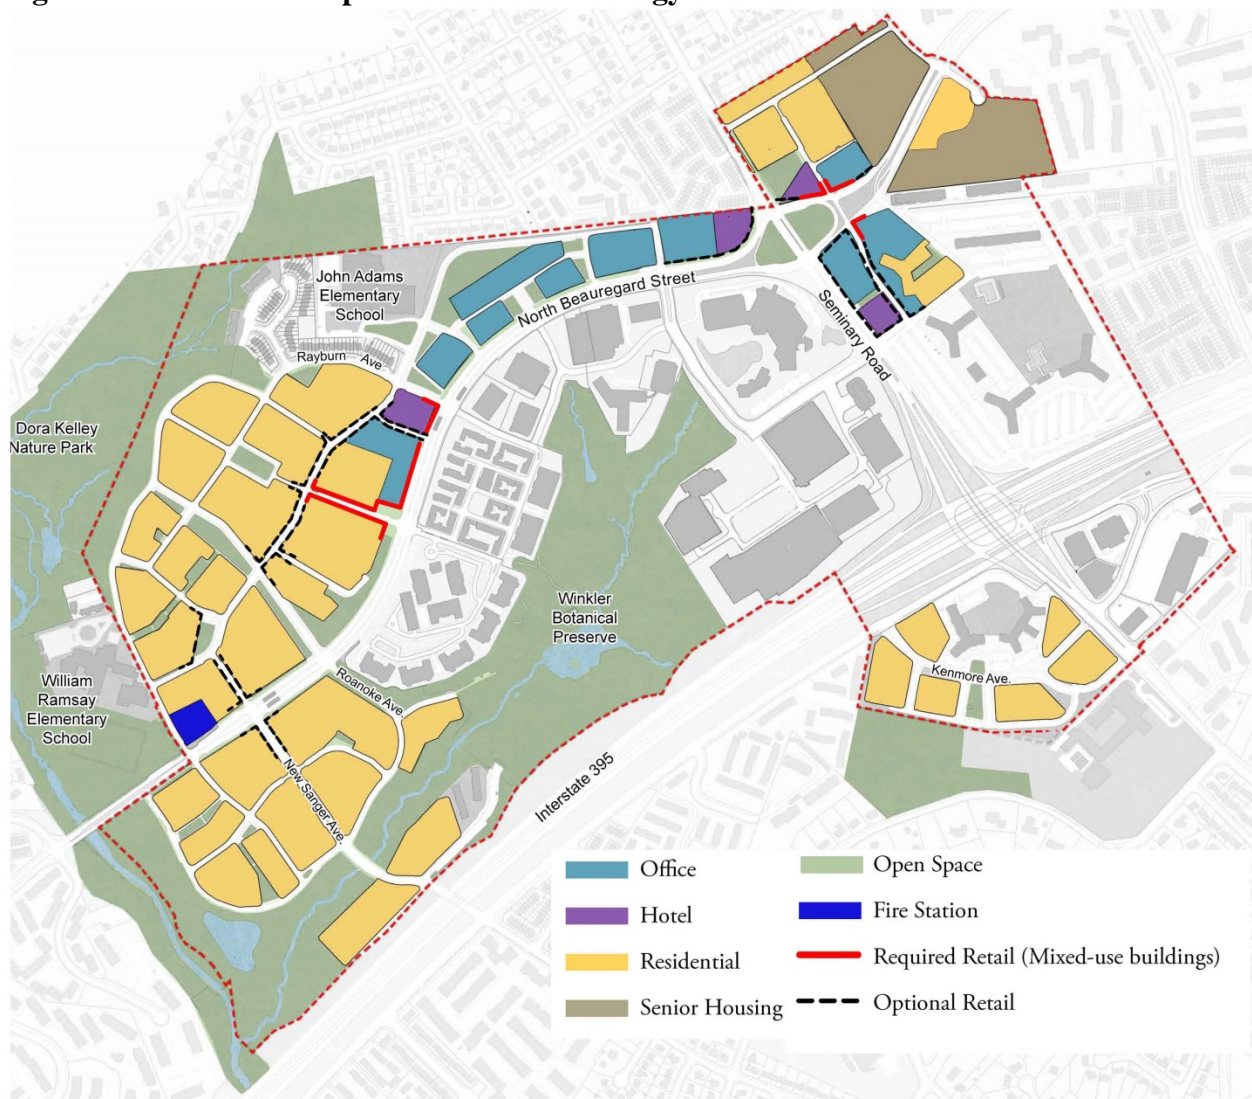 John Adams
Elementary
School
Rayburn Ave
North Beauregard Street
Seminary Road
Dora Kelley
Nature Park
Winkler
Botanical
Preserve
William
Ramsay
Elementary
School
Roanoke Ave.
Kenmore Ave.
New Sanger Ave.
Interstate 395
Office
Hotel
Residential
Senior Housing
Open Space
Fire Station
Required Retail (Mixed-use buildings)
Optional Retail